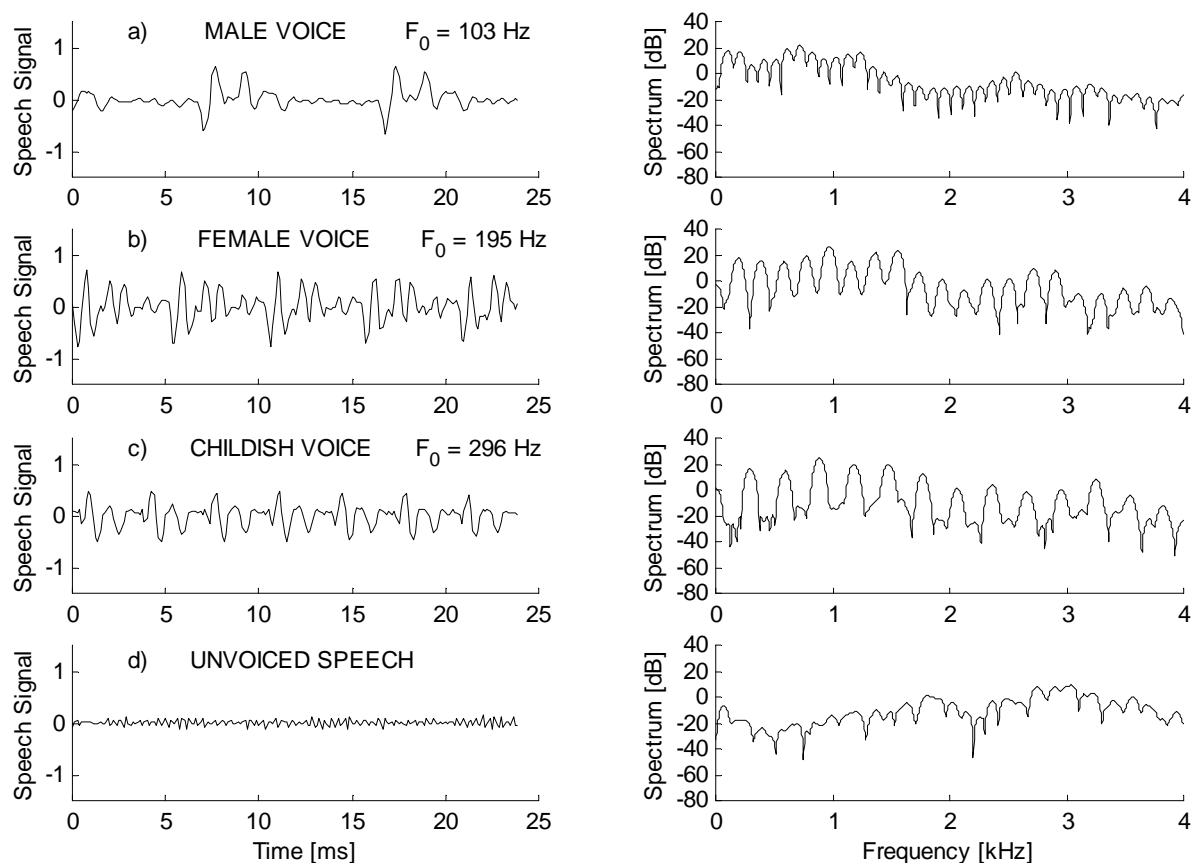 a) MALE VOICE F0 = 103 Hz
Speech Signal
1
0
-1
0 5 10 15 20 25
Spectrum [dB]
40
20
0
-20
-40
-60
-80
0 1 2 3 4
b) FEMALE VOICE F0 = 195 Hz
Speech Signal
1
0
-1
0 5 10 15 20 25
Spectrum [dB]
40
20
0
-20
-40
-60
-80
0 1 2 3 4
c) CHILDISH VOICE F0 = 296 Hz
Speech Signal
1
0
-1
0 5 10 15 20 25
Spectrum [dB]
40
20
0
-20
-40
-60
-80
0 1 2 3 4
d) UNVOICED SPEECH
Speech Signal
1
0
-1
0 5 10 15 20 25
Time [ms]
Spectrum [dB]
40
20
0
-20
-40
-60
-80
0 1 2 3 4
Frequency [kHz]